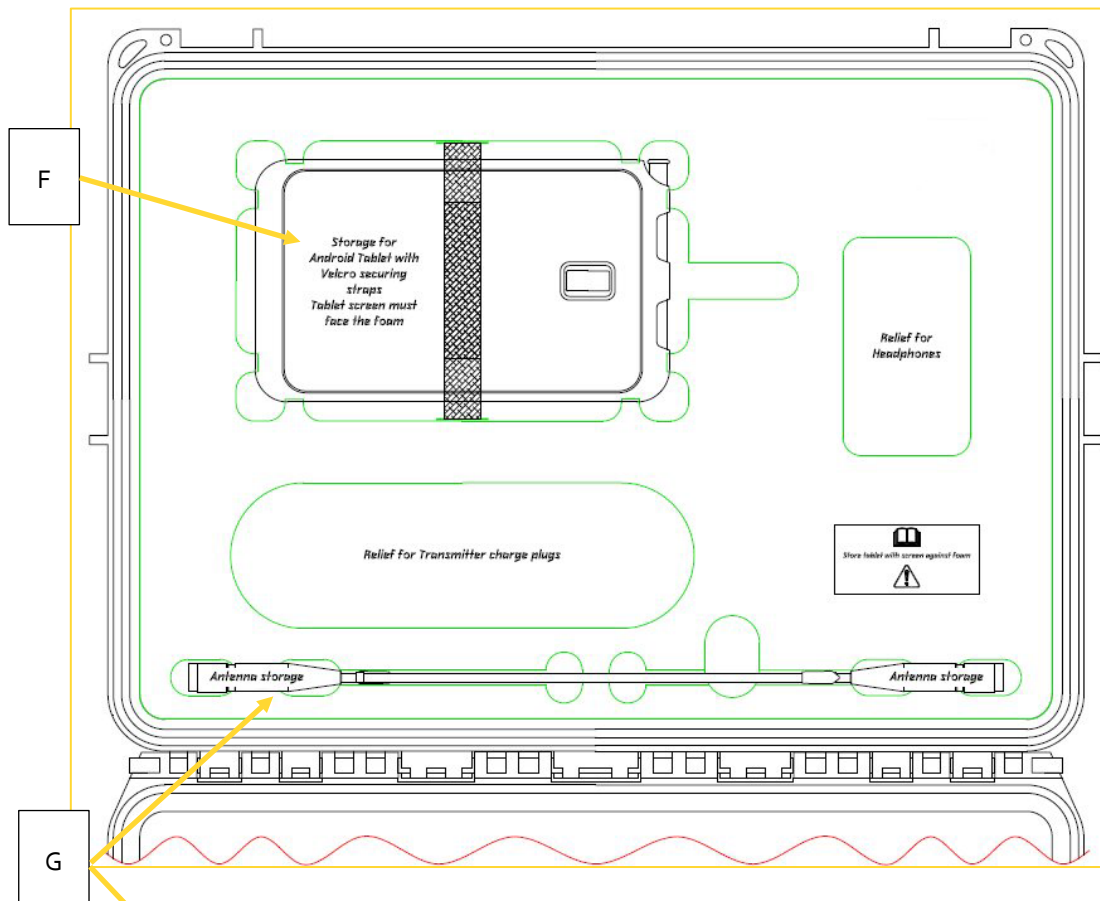 F
Storage for
Android Tablet with
Velcro securing
straps
Tablet screen must
face the foam
Relief for
Headphones
Relief for Transmitter charge plugs
Store tablet with screen against foam
Antenna storage
Antenna storage
G